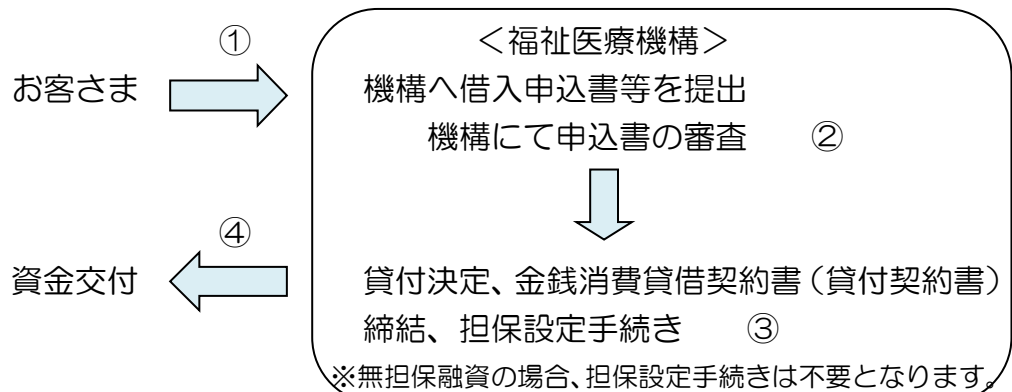 ①
＜福祉医療機構＞
お客さま
機構へ借入申込書等を提出
機構にて申込書の審査 ②
④
資金交付
貸付決定、金銭消費貸借契約書（貸付契約書）
締結、担保設定手続き ③
※無担保融資の場合、担保設定手続きは不要となります。